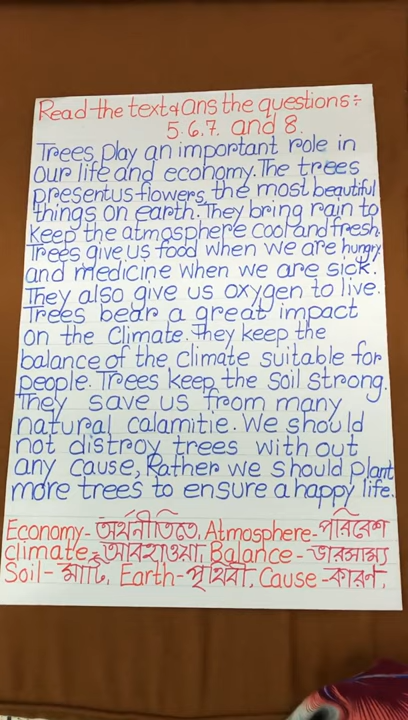 Read the text & ans the questions:-
5.6.7. and 8.
Trees play an important role in
our life and economy. The trees
present us flowers, the most beautiful
things on earth. They bring rain to
keep the atmosphere cool and fresh.
Trees give us food when we are hungry
and medicine when we are sick.
They also give us oxygen to live.
Trees bear a great impact
on the climate. They keep the
balance of the climate suitable for
people. Trees keep the soil strong.
They save us from many
natural calamitie. We should
not distroy trees with out
any cause, Rather we should plant
more trees to ensure a happy life.
Economy- অর্থনীতিতে, Atmosphere-পরিবেশ
climate-আবহাওয়া, Balance-ভারসাম্য
Soil-মাটি, Earth-পৃথিবী, Cause-কারণ,